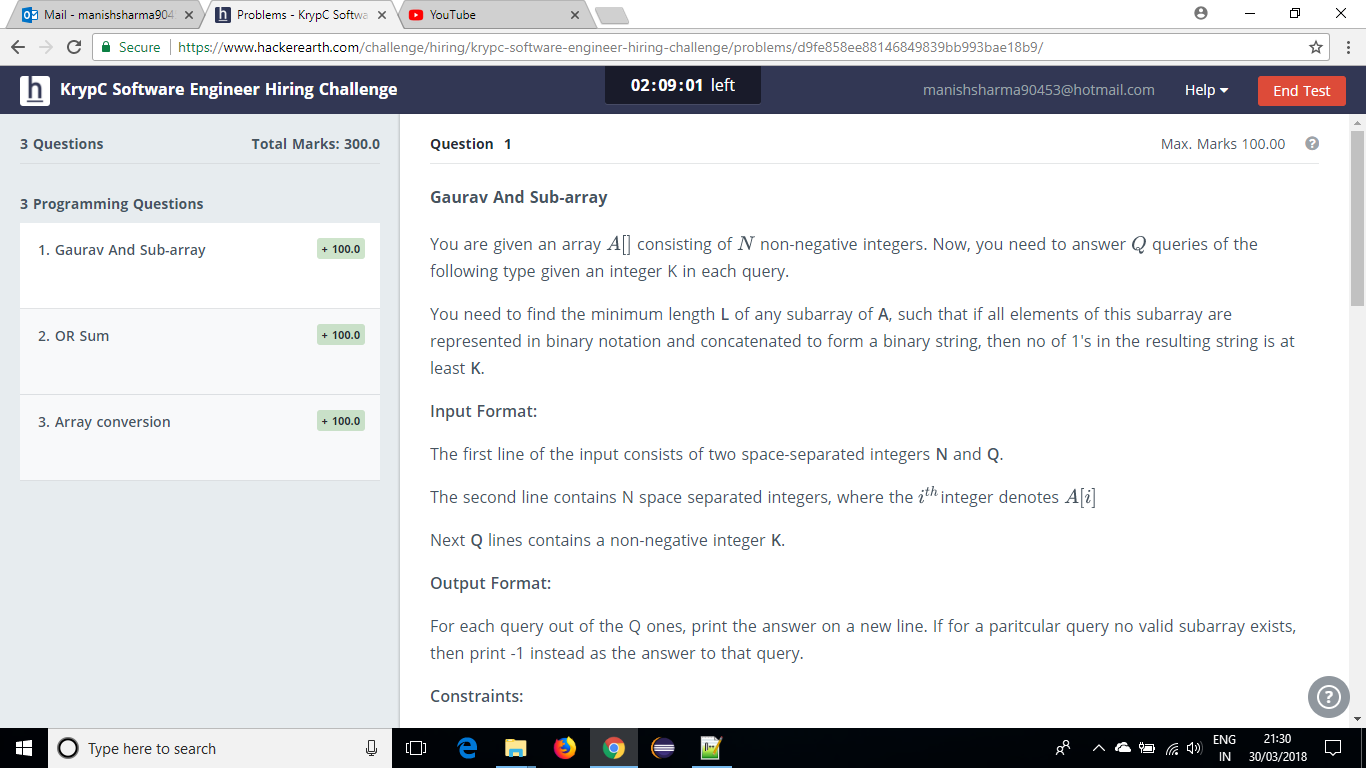 Mail - manishsharma904
Problems - KrypC Softwa
YouTube
Secure
https://www.hackerearth.com/challenge/hiring/krypc-software-engineer-hiring-challenge/problems/d9fe858ee88146849839bb993bae18b9/
h KrypC Software Engineer Hiring Challenge
02:09:01 left
manishsharma90453@hotmail.com
Help
End Test
3 Questions
Total Marks: 300.0
3 Programming Questions
1. Gaurav And Sub-array
+ 100.0
2. OR Sum
+ 100.0
3. Array conversion
+ 100.0
Question 1
Max. Marks 100.00
?
Gaurav And Sub-array
You are given an array A[] consisting of N non-negative integers. Now, you need to answer Q queries of the
following type given an integer K in each query.
You need to find the minimum length L of any subarray of A, such that if all elements of this subarray are
represented in binary notation and concatenated to form a binary string, then no of 1's in the resulting string is at
least K.
Input Format:
The first line of the input consists of two space-separated integers N and Q.
The second line contains N space separated integers, where the i^th integer denotes A[i]
Next Q lines contains a non-negative integer K.
Output Format:
For each query out of the Q ones, print the answer on a new line. If for a paritcular query no valid subarray exists,
then print -1 instead as the answer to that query.
Constraints:
?
Type here to search
ENG
IN
21:30
30/03/2018